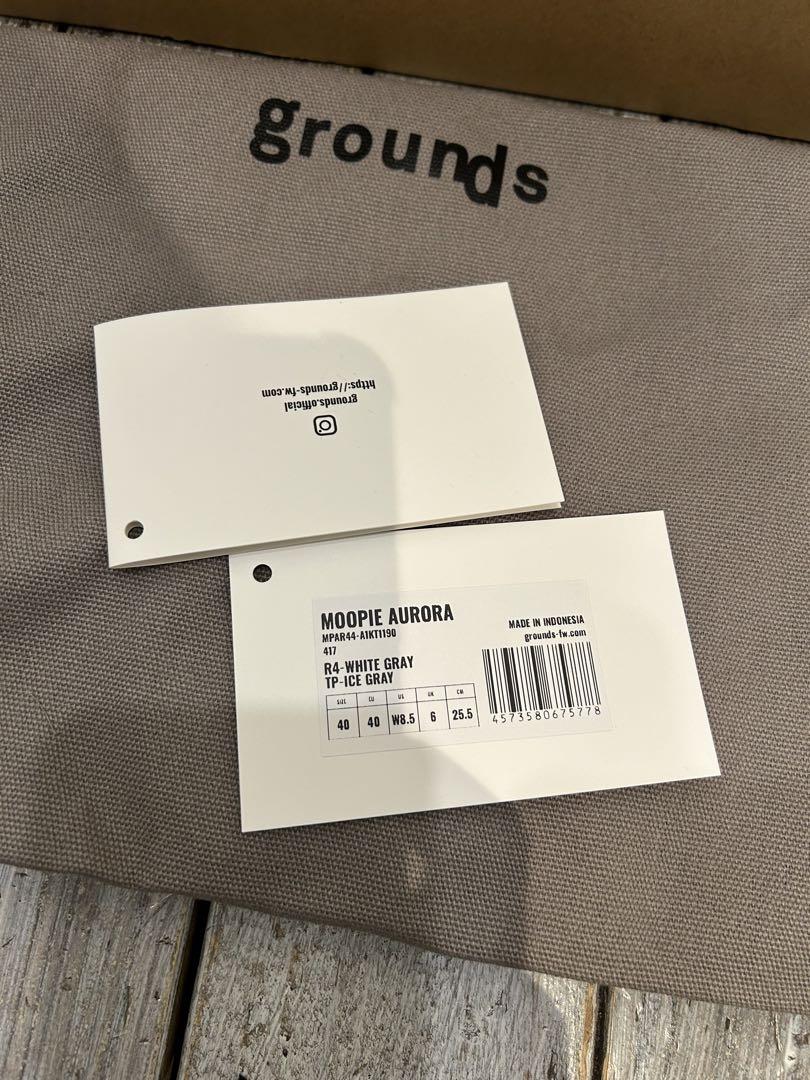 grounds
https://grounds-fw.com
grounds.official
MOOPIE AURORA
MPAR44-A1KT1190
417
R4-WHITE GRAY
TP-ICE GRAY
MADE IN INDONESIA
grounds-fw.com
SIZE EU US UK CM
40 40 W8.5 6 25.5
4573580675778